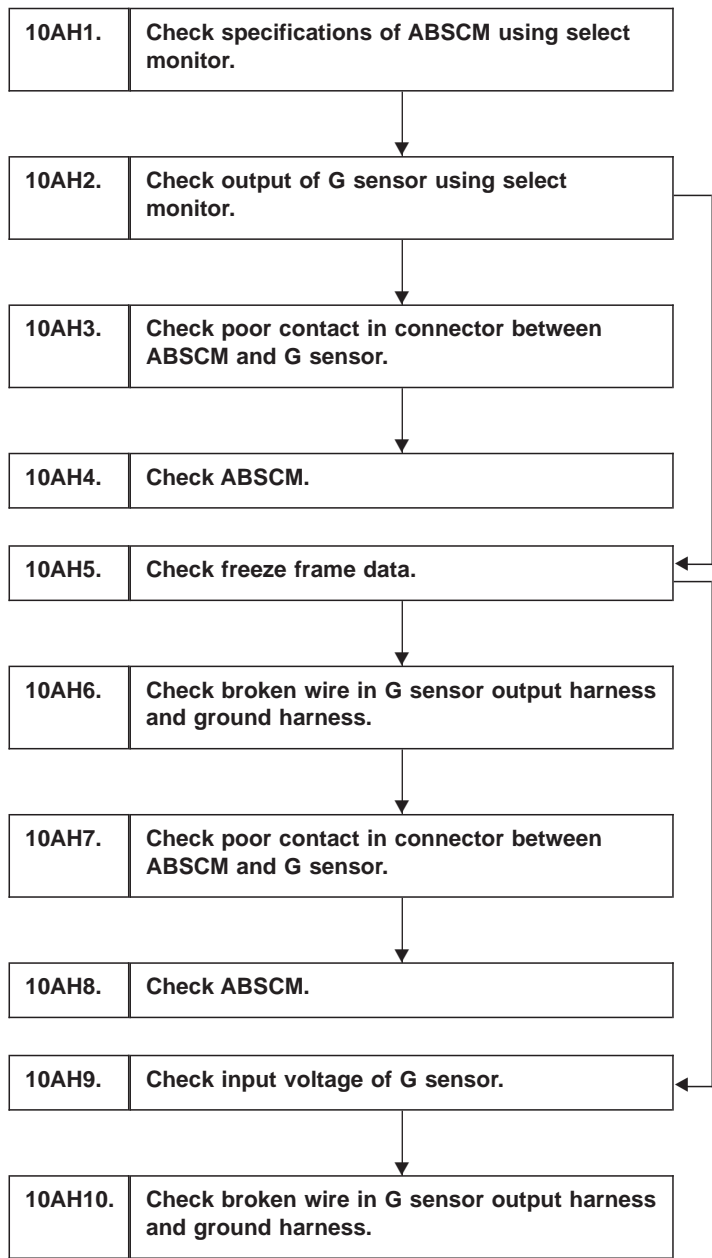 10AH1. Check specifications of ABSCM using select
monitor.
10AH2. Check output of G sensor using select
monitor.
10AH3. Check poor contact in connector between
ABSCM and G sensor.
10AH4. Check ABSCM.
10AH5. Check freeze frame data.
10AH6. Check broken wire in G sensor output harness
and ground harness.
10AH7. Check poor contact in connector between
ABSCM and G sensor.
10AH8. Check ABSCM.
10AH9. Check input voltage of G sensor.
10AH10. Check broken wire in G sensor output harness
and ground harness.